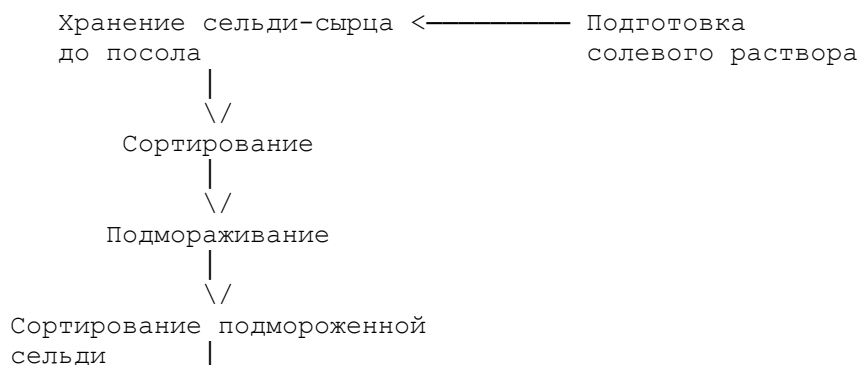 Хранение сельди-сырца <───────── Подготовка
до посола солевого раствора
Сортирование
Подмораживание
Сортирование подмороженной
сельди